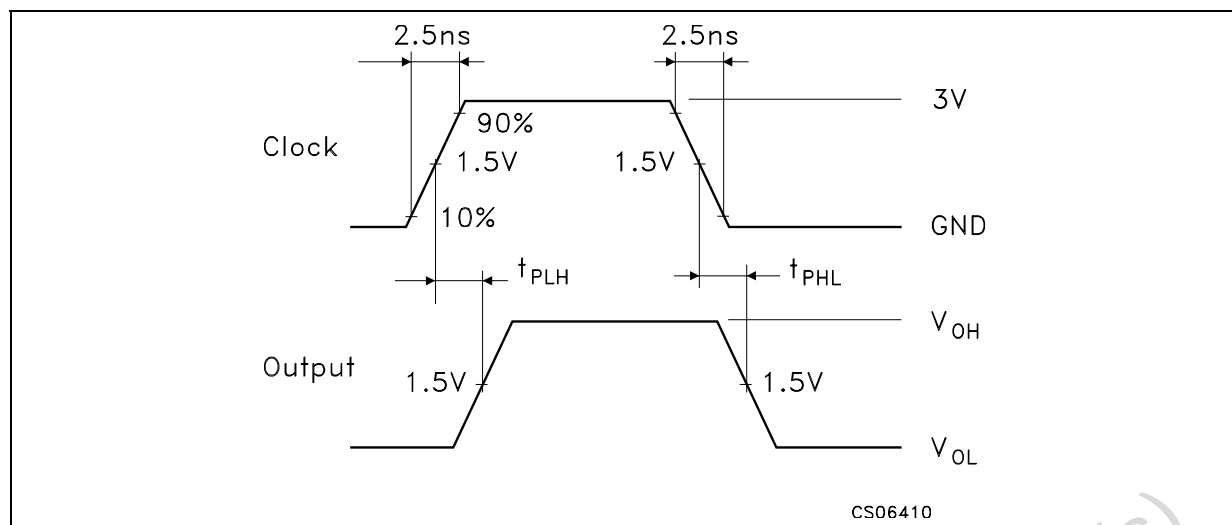 2.5ns 2.5ns
3V
90%
Clock
1.5V 1.5V
10%
GND
tPLH tPHL
VOH
Output
1.5V 1.5V
VOL
CS06410